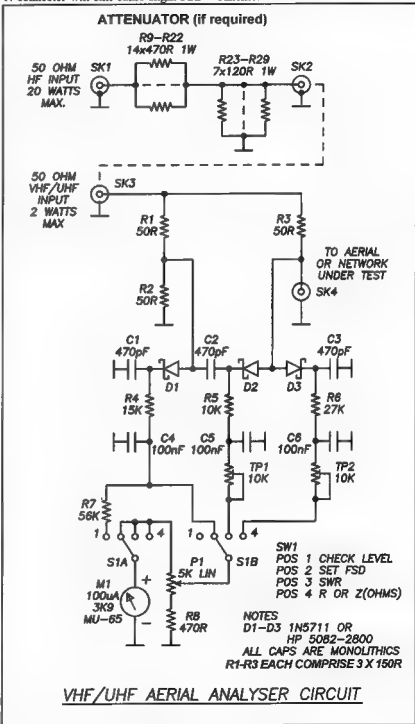 ATTENUATOR (if required)
R9-R22
14x470R 1W
R23-R29
7x120R 1W
SK1
SK2
50 OHM
HF INPUT
20 WATTS
MAX.
50 OHM
VHF/UHF
INPUT
2 WATTS
MAX
SK3
R1
50R
R3
50R
R2
50R
TO AERIAL
OR NETWORK
UNDER TEST
SK4
C1
470pF
C2
470pF
C3
470pF
D1
D2
D3
R4
15K
R5
10K
R6
27K
C4
100nF
C5
100nF
C6
100nF
TP1
10K
TP2
10K
R7
56K
1
4
1
4
S1A
P1
5K LIN
S1B
M1
100uA
3K9
MU-65
+
-
R8
470R
SW1
POS 1 CHECK LEVEL
POS 2 SET FSD
POS 3 SWR
POS 4 R OR Z(OHMS)
NOTES
D1-D3 1N5711 OR
HP 5082-2800
ALL CAPS ARE MONOLITHICS
R1-R3 EACH COMPRISE 3 X 150R
VHF/UHF AERIAL ANALYSER CIRCUIT